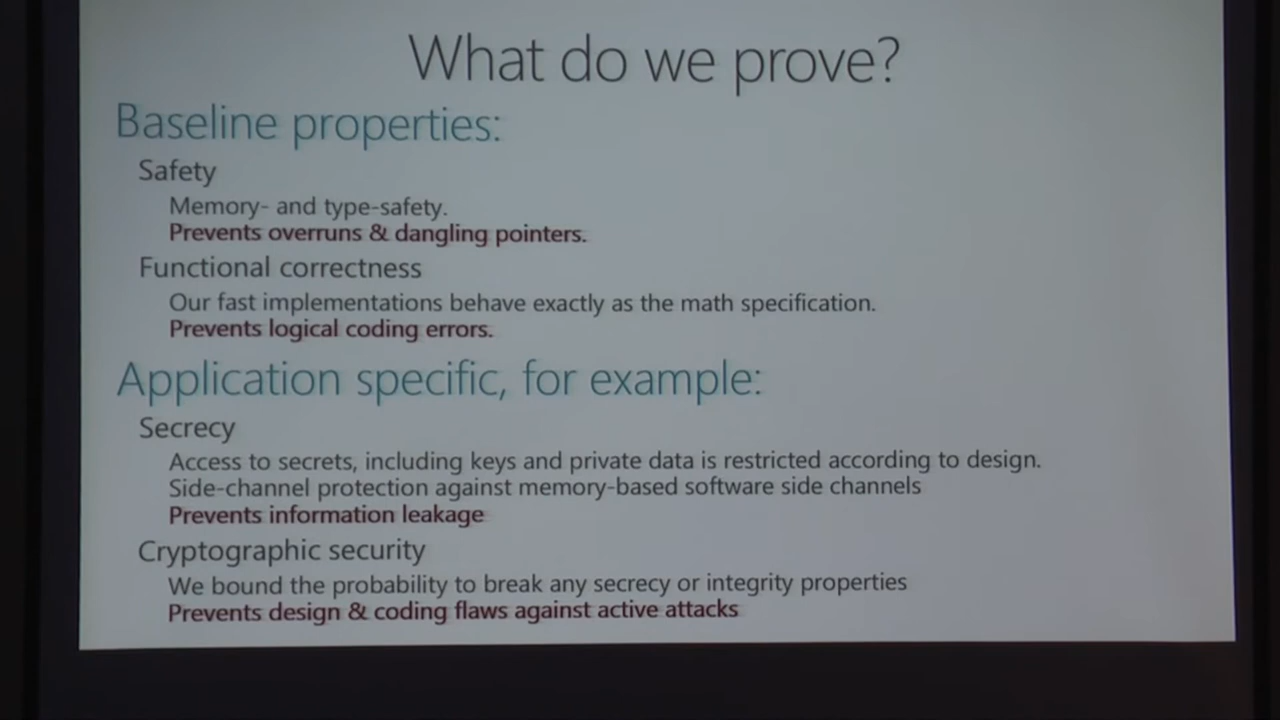 What do we prove?
Baseline properties:
Safety
Memory- and type-safety.
Prevents overruns & dangling pointers.
Functional correctness
Our fast implementations behave exactly as the math specification.
Prevents logical coding errors.
Application specific, for example:
Secrecy
Access to secrets, including keys and private data is restricted according to design.
Side-channel protection against memory-based software side channels
Prevents information leakage
Cryptographic security
We bound the probability to break any secrecy or integrity properties
Prevents design & coding flaws against active attacks